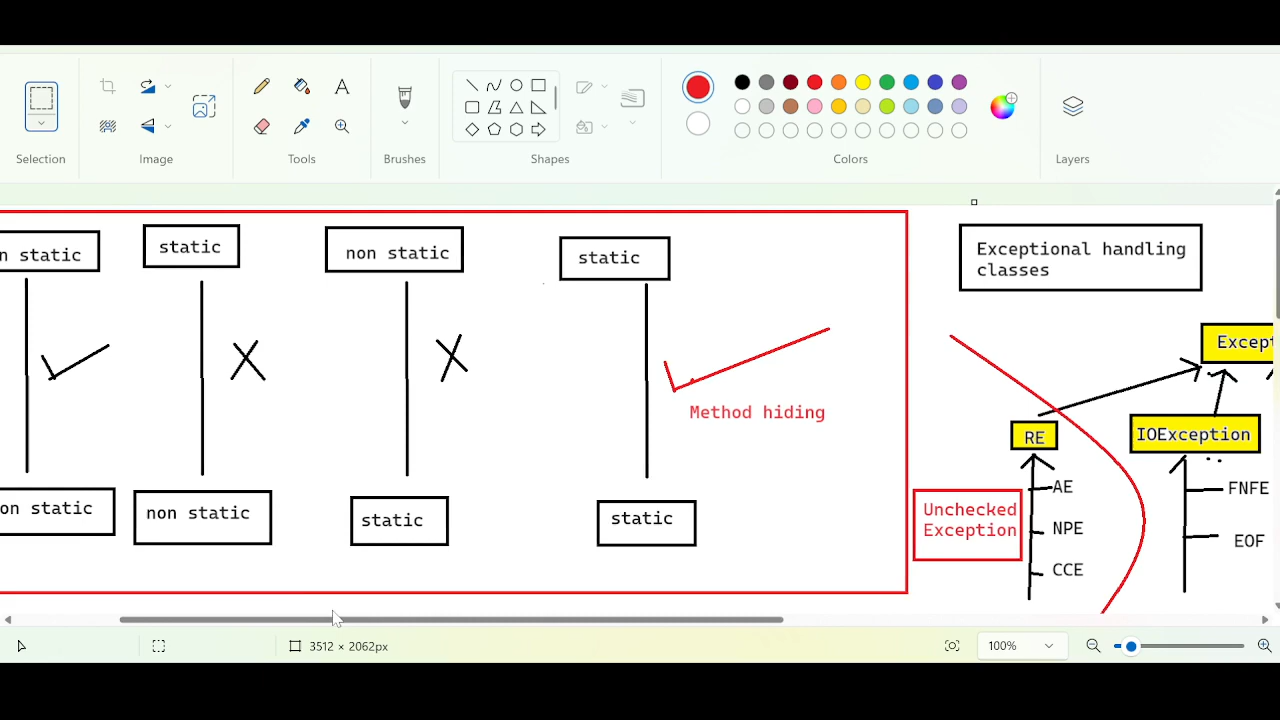 Selection
Image
Tools
Brushes
Shapes
Colors
Layers
n static
static
non static
static
Exceptional handling
classes
Except
Method hiding
RE
IOException
AE
FNFE
on static
non static
static
static
Unchecked
Exception
NPE
EOF
CCE
3512 × 2062px
100%